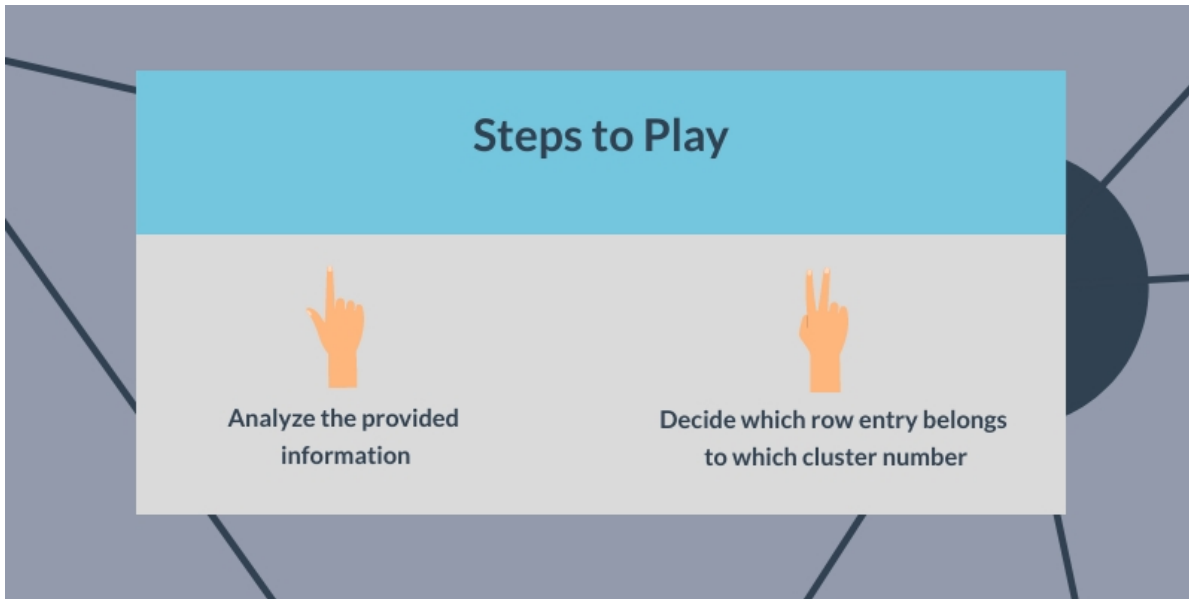 Steps to Play
Analyze the provided
information
Decide which row entry belongs
to which cluster number